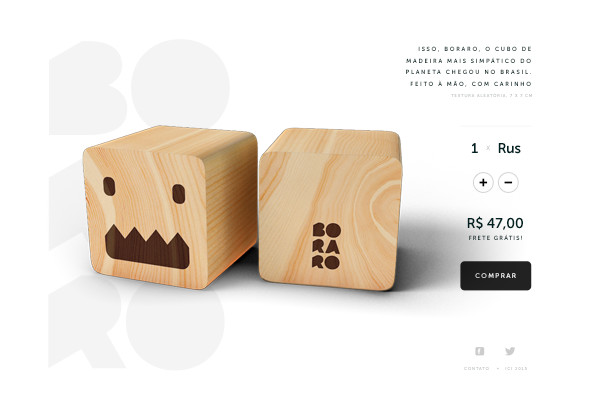 BO
RA
RO
ISSO, BORARO, O CUBO DE
MADEIRA MAIS SIMPÁTICO DO
PLANETA CHEGOU NO BRASIL.
FEITO À MÃO, COM CARINHO
TEXTURA ALEATÓRIA. 7 X 7 CM
1 x Rus
+ −
R$ 47,00
FRETE GRÁTIS!
COMPRAR
BO
RA
RO
CONTATO • ICI 2013